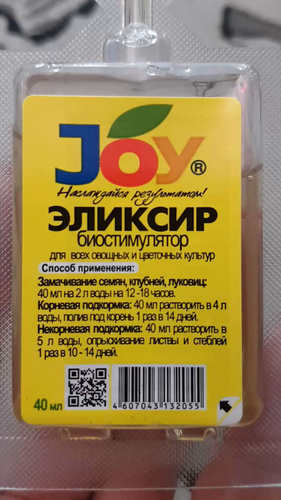 JOY®
Наслаждайся результатом!
ЭЛИКСИР
биостимулятор
для всех овощных и цветочных культур
Способ применения:
Замачивание семян, клубней, луковиц:
40 мл на 2 л воды на 12 -18 часов.
Корневая подкормка: 40 мл растворить в 4
л воды, полив под корень 1 раз в 14 дней.
Некорневая подкормка: 40 мл растворить в
5 л воды, опрыскивание листвы и стеблей
1 раз в 10 - 14 дней.
40 мл
4 607043 132055